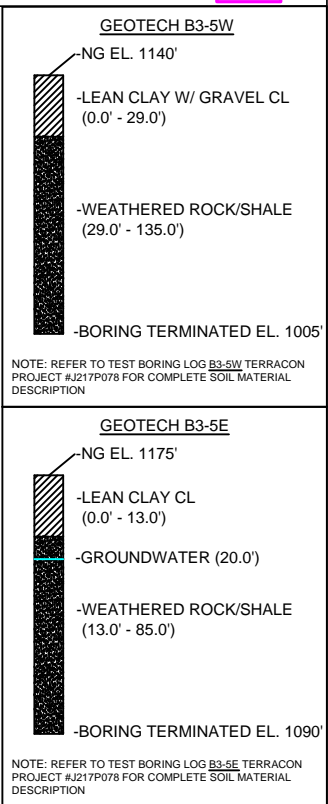 GEOTECH B3-5W
-NG EL. 1140'
-LEAN CLAY W/ GRAVEL CL
(0.0' - 29.0')
-WEATHERED ROCK/SHALE
(29.0' - 135.0')
-BORING TERMINATED EL. 1005'
NOTE: REFER TO TEST BORING LOG B3-5W TERRACON
PROJECT #J217P078 FOR COMPLETE SOIL MATERIAL
DESCRIPTION
GEOTECH B3-5E
-NG EL. 1175'
-LEAN CLAY CL
(0.0' - 13.0')
-GROUNDWATER (20.0')
-WEATHERED ROCK/SHALE
(13.0' - 85.0')
-BORING TERMINATED EL. 1090'
NOTE: REFER TO TEST BORING LOG B3-5E TERRACON
PROJECT #J217P078 FOR COMPLETE SOIL MATERIAL
DESCRIPTION